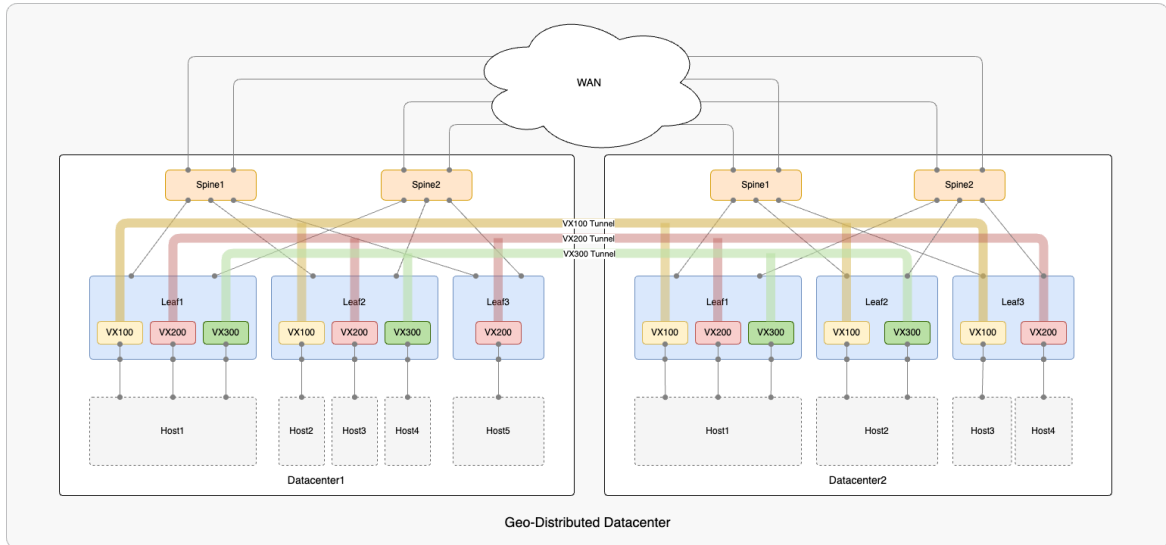 WAN
Spine1
Spine2
Spine1
Spine2
VX100 Tunnel
VX200 Tunnel
VX300 Tunnel
Leaf1
Leaf2
Leaf3
Leaf1
Leaf2
Leaf3
VX100
VX200
VX300
VX100
VX200
VX300
VX200
VX100
VX200
VX300
VX100
VX300
VX100
VX200
Host1
Host2
Host3
Host4
Host5
Host1
Host2
Host3
Host4
Datacenter1
Datacenter2
Geo-Distributed Datacenter